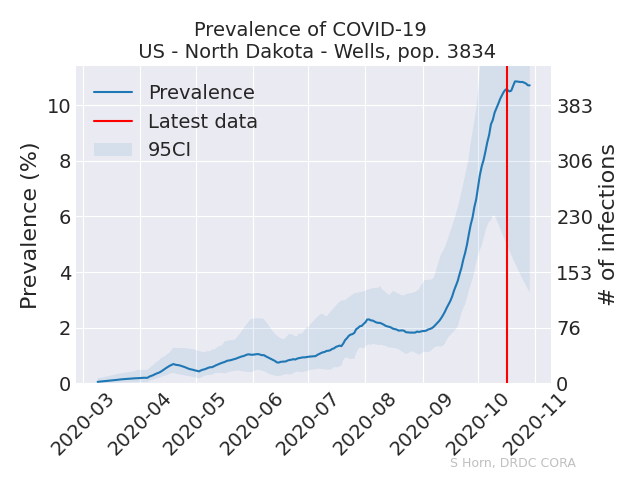 Prevalence of COVID-19
US - North Dakota - Wells, pop. 3834
Prevalence
Latest data
95CI
Prevalence (%)
10
8
6
4
2
0
383
306
230
153
76
0
# of infections
2020-03
2020-04
2020-05
2020-06
2020-07
2020-08
2020-09
2020-10
2020-11
S Horn, DRDC CORA